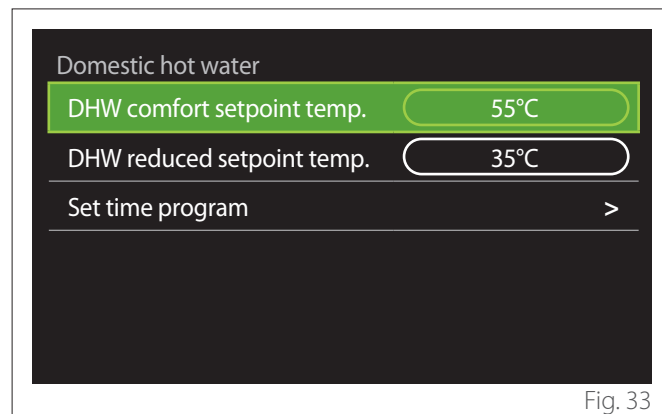 Domestic hot water
DHW comfort setpoint temp. 55°C
DHW reduced setpoint temp. 35°C
Set time program >
Fig. 33